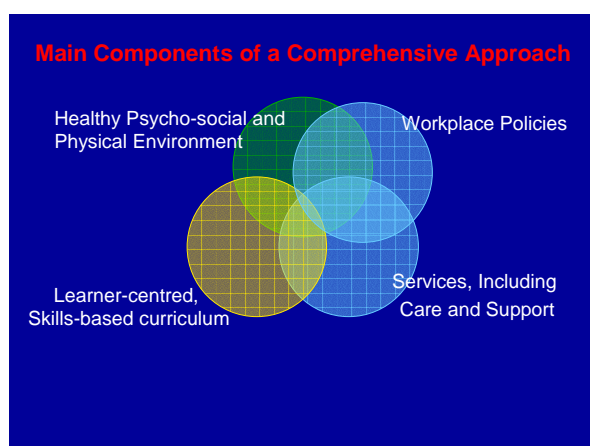 Main Components of a Comprehensive Approach
Healthy Psycho-social and
Physical Environment
Workplace Policies
Learner-centred,
Skills-based curriculum
Services, Including
Care and Support